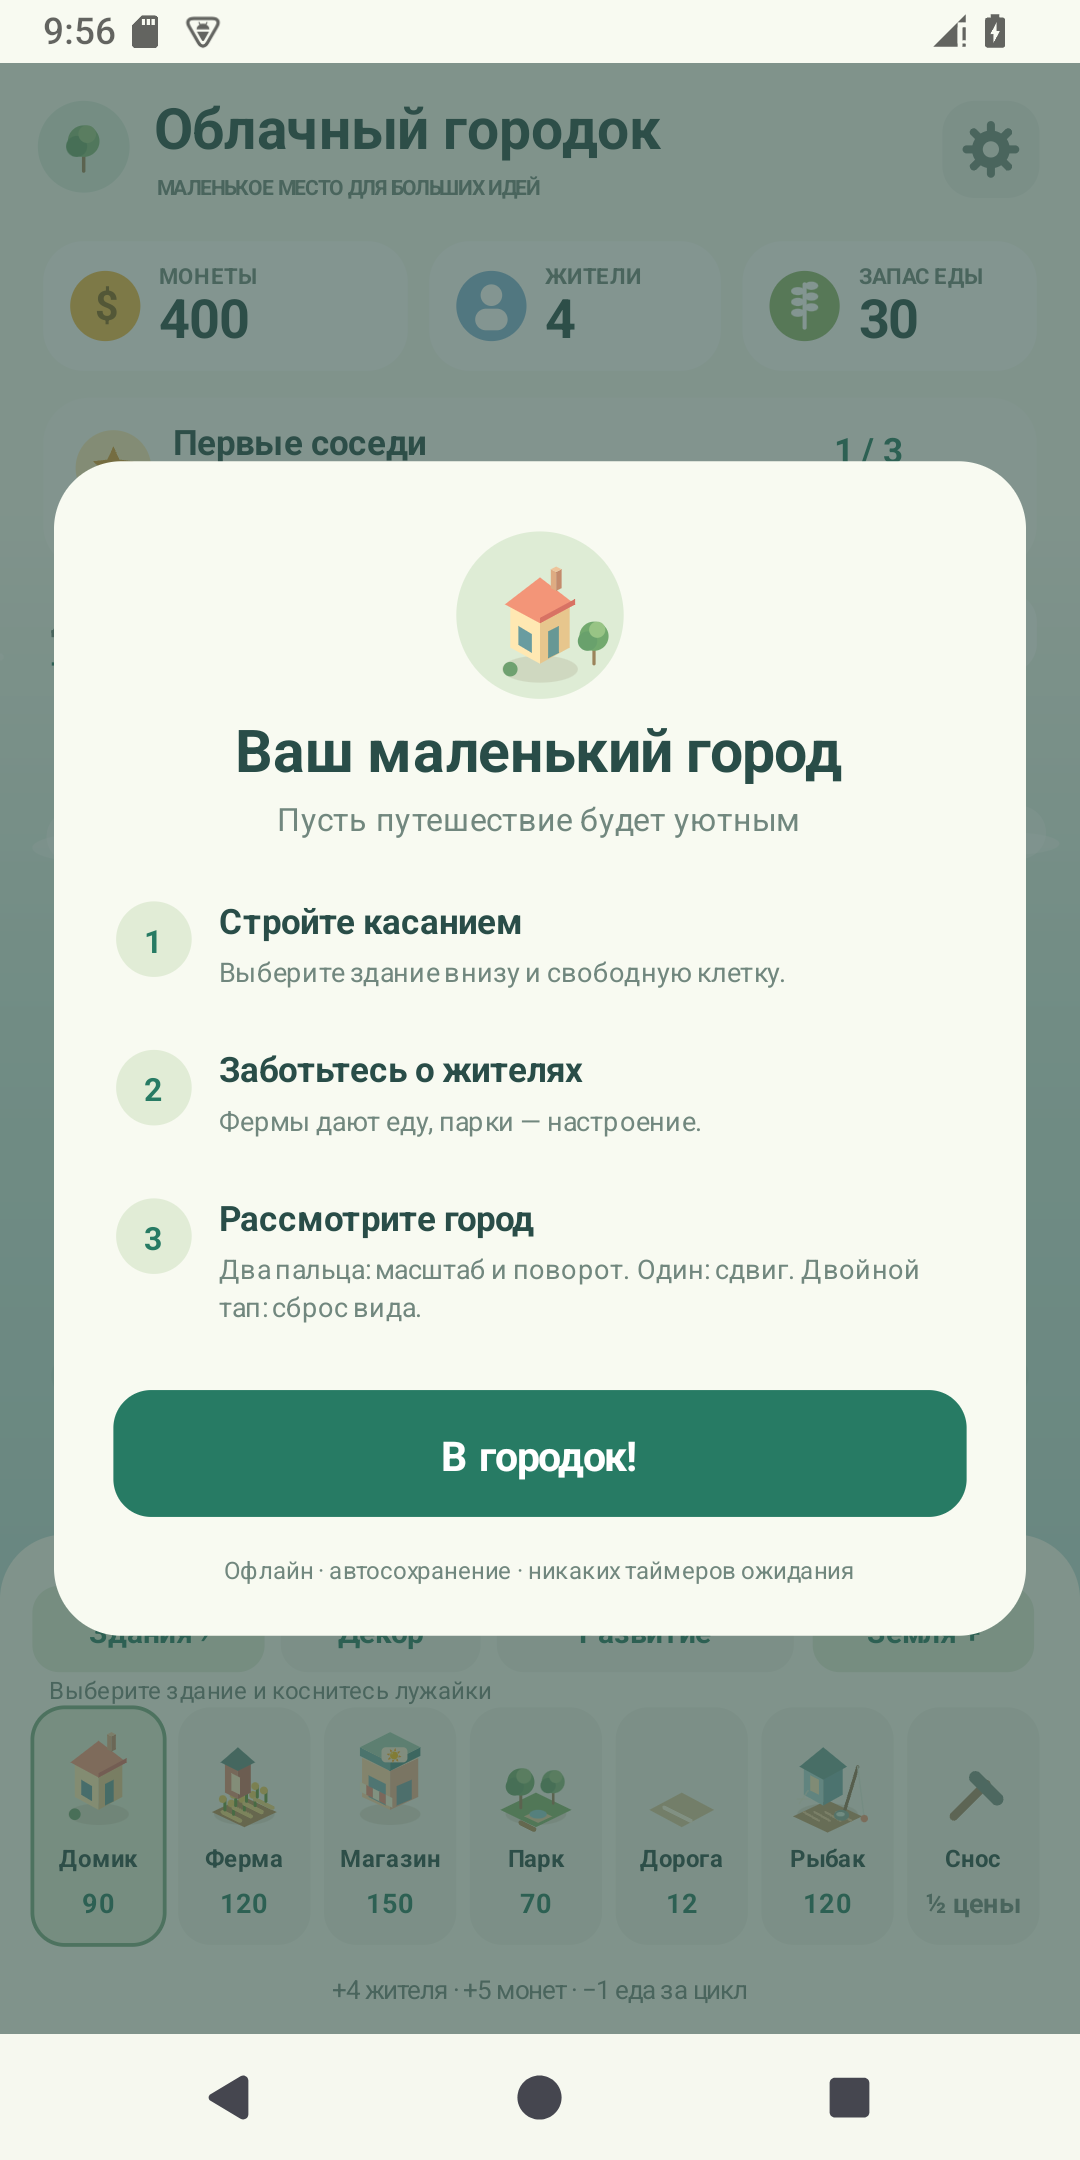 9:56
Облачный городок
МАЛЕНЬКОЕ МЕСТО ДЛЯ БОЛЬШИХ ИДЕЙ
МОНЕТЫ
400
ЖИТЕЛИ
4
ЗАПАС ЕДЫ
30
Первые соседи
1 / 3
Ваш маленький город
Пусть путешествие будет уютным
1
Стройте касанием
Выберите здание внизу и свободную клетку.
2
Заботьтесь о жителях
Фермы дают еду, парки — настроение.
3
Рассмотрите город
Два пальца: масштаб и поворот. Один: сдвиг. Двойной
тап: сброс вида.
В городок!
Офлайн · автосохранение · никаких таймеров ожидания
Здания Декор Развитие Земля +
Выберите здание и коснитесь лужайки
Домик Ферма Магазин Парк Дорога Рыбак Снос
90 120 150 70 12 120 ½ цены
+4 жителя · +5 монет · −1 еда за цикл